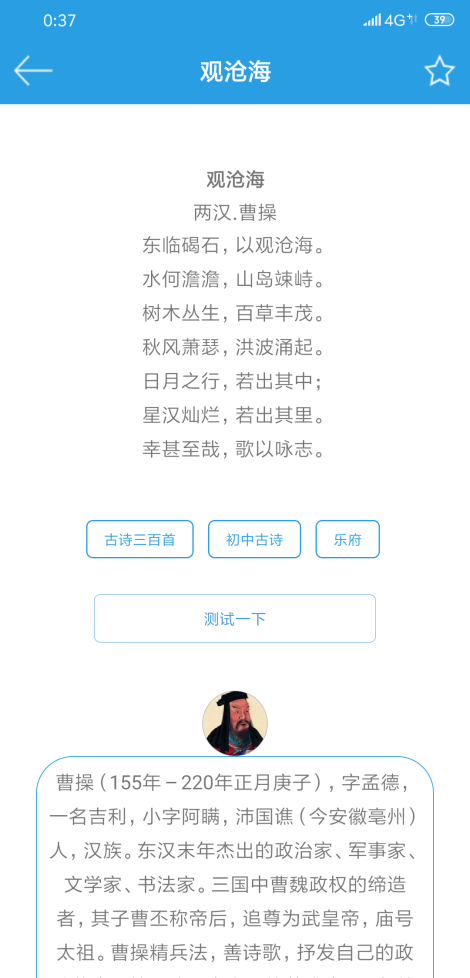 0:37
4G+ 39
观沧海
观沧海
两汉.曹操
东临碣石，以观沧海。
水何澹澹，山岛竦峙。
树木丛生，百草丰茂。
秋风萧瑟，洪波涌起。
日月之行，若出其中；
星汉灿烂，若出其里。
幸甚至哉，歌以咏志。
古诗三百首 初中古诗 乐府
测试一下
曹操（155年－220年正月庚子），字孟德，
一名吉利，小字阿瞒，沛国谯（今安徽亳州）
人，汉族。东汉末年杰出的政治家、军事家、
文学家、书法家。三国中曹魏政权的缔造
者，其子曹丕称帝后，追尊为武皇帝，庙号
太祖。曹操精兵法，善诗歌，抒发自己的政